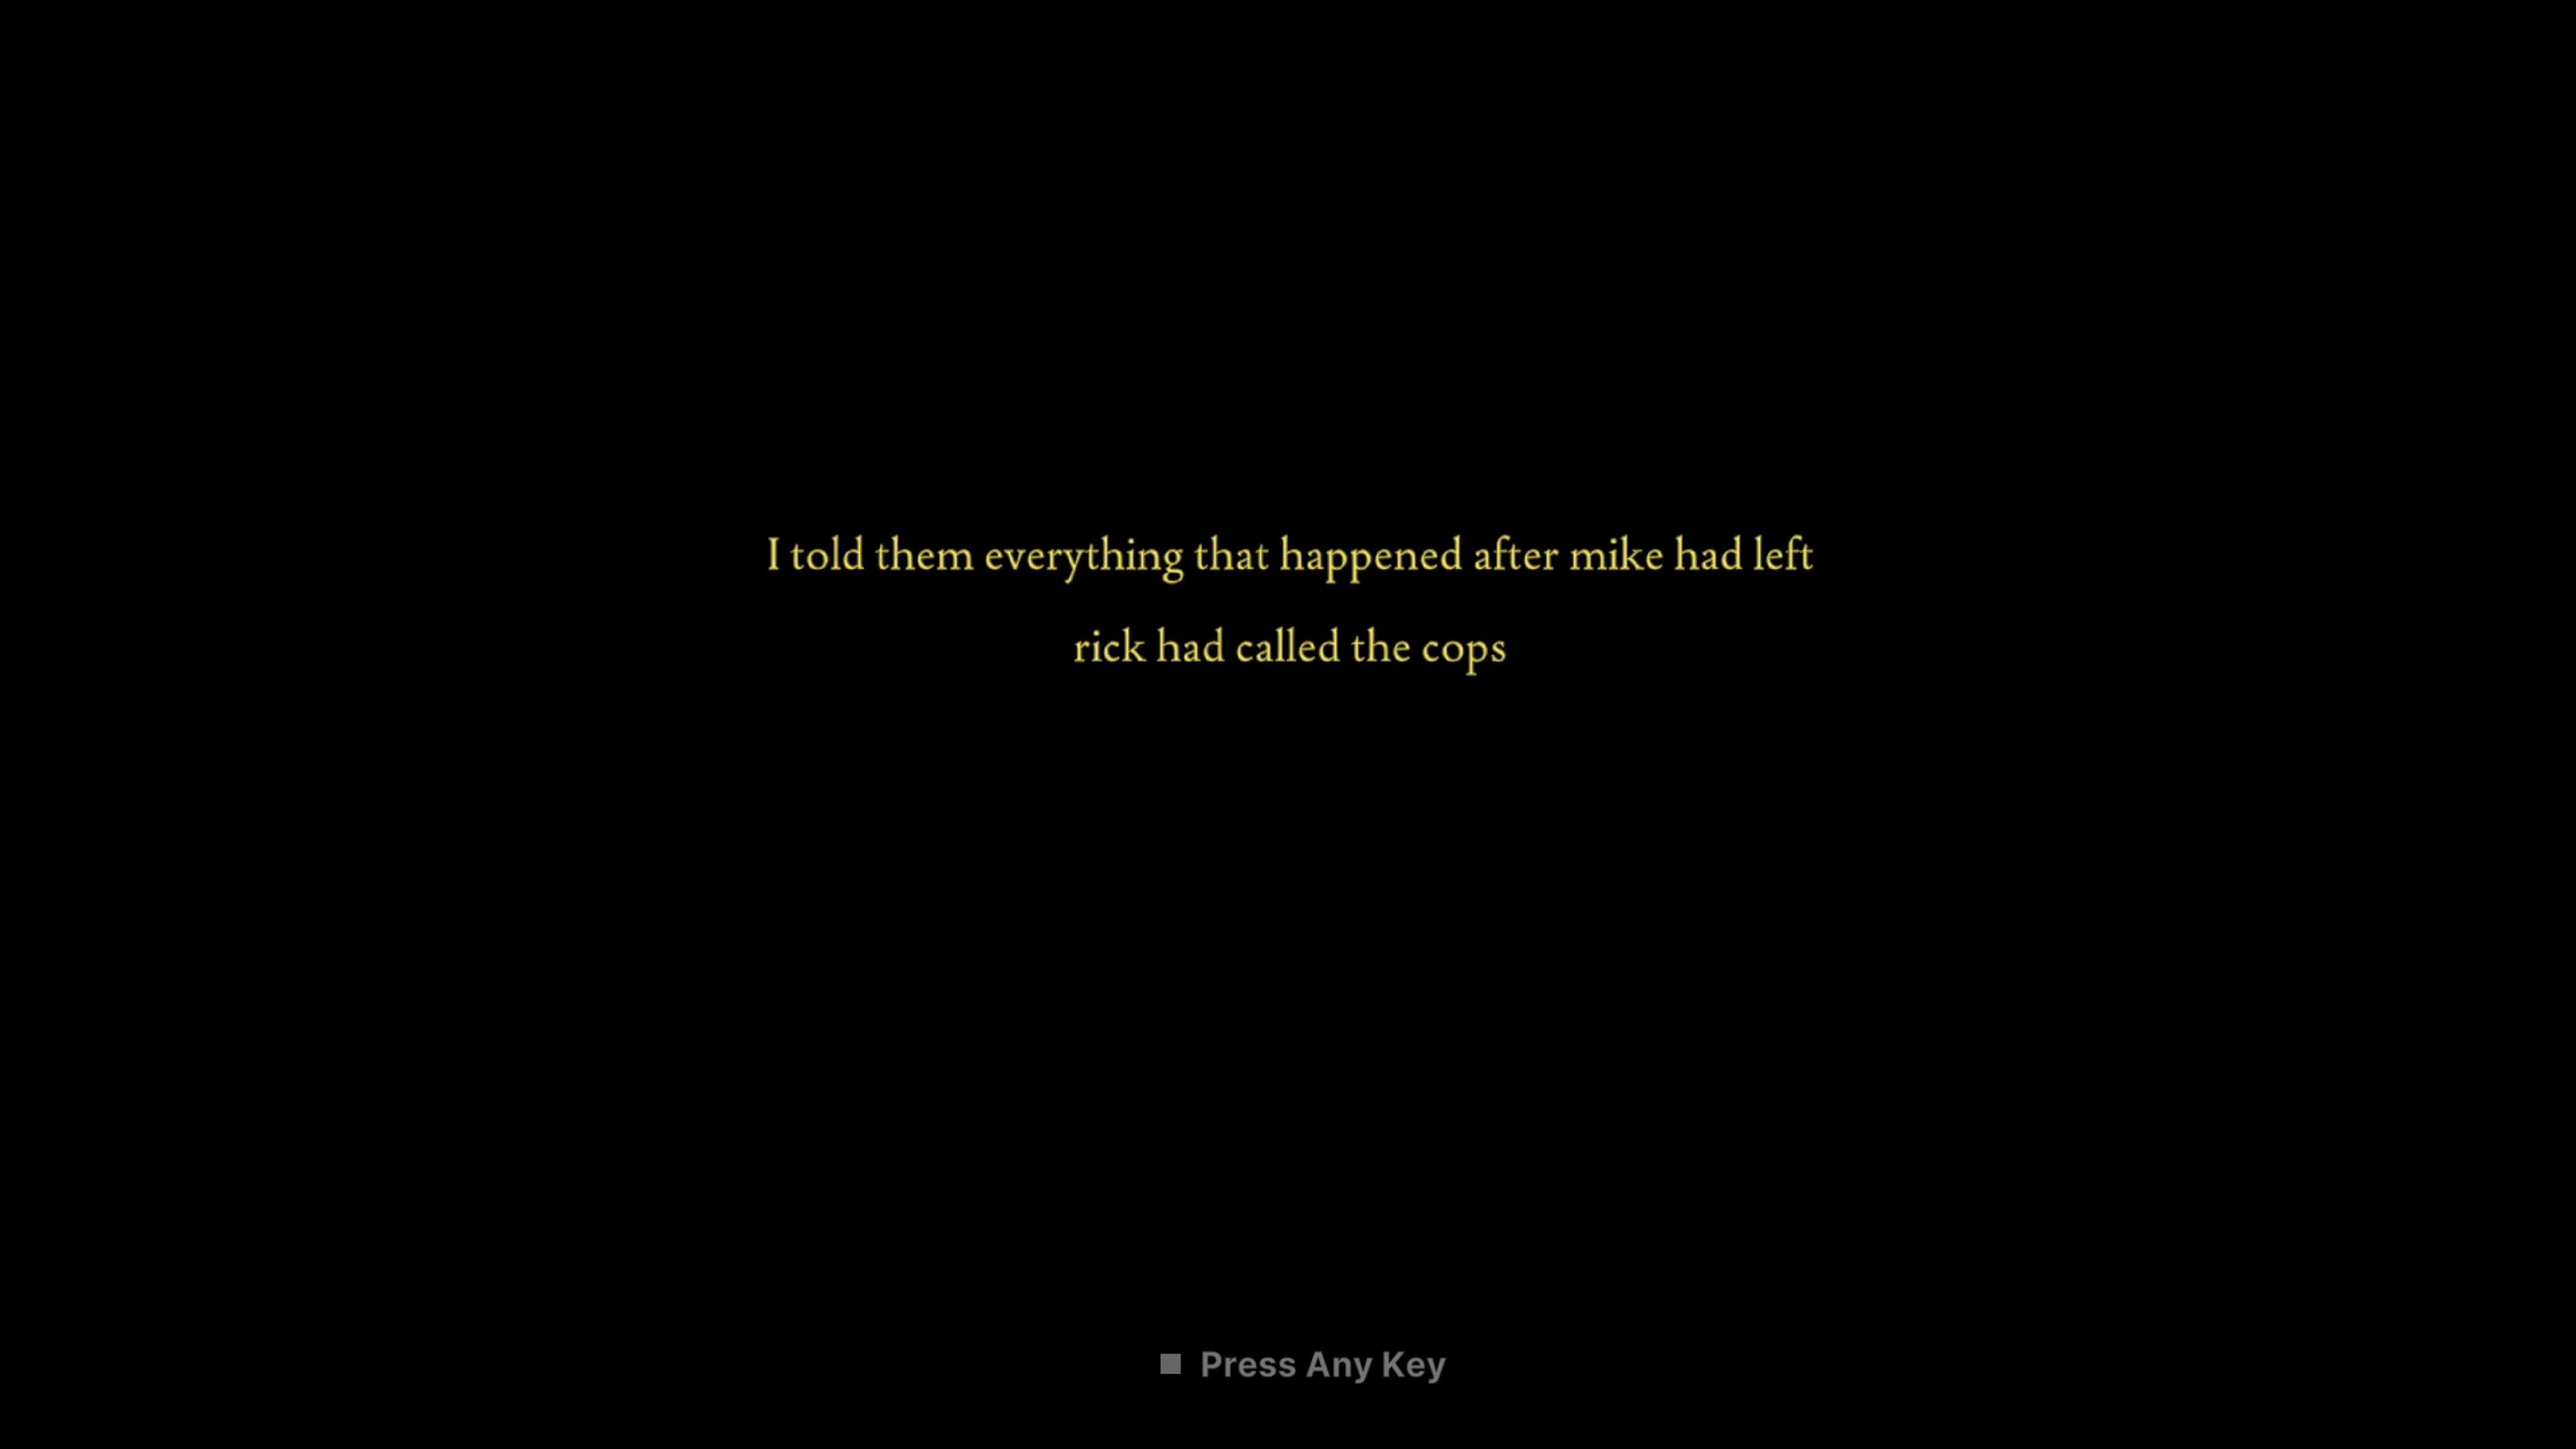 I told them everything that happened after mike had left
rick had called the cops
Press Any Key